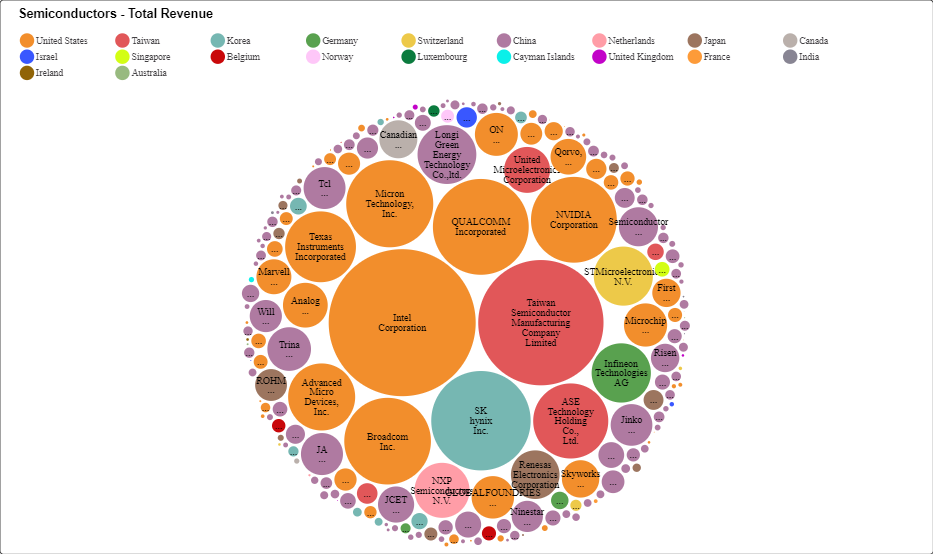 Semiconductors - Total Revenue
United States
Taiwan
Korea
Germany
Switzerland
China
Netherlands
Japan
Canada
Israel
Singapore
Belgium
Norway
Luxembourg
Cayman Islands
United Kingdom
France
India
Ireland
Australia
Canadian
...
Longi
Green
Energy
Technology
Co.,ltd.
...
ON
...
United
Microelectronics
Corporation
Qorvo,
...
Tcl
...
Micron
Technology,
Inc.
QUALCOMM
Incorporated
NVIDIA
Corporation
Semiconductor
...
Texas
Instruments
Incorporated
Marvell
...
Analog
...
STMicroelectronics
N.V.
First
...
Will
...
Intel
Corporation
Taiwan
Semiconductor
Manufacturing
Company
Limited
Microchip
...
Trina
...
Risen
...
Infineon
Technologies
AG
ROHM
...
Advanced
Micro
Devices,
Inc.
SK
hynix
Inc.
ASE
Technology
Holding
Co.,
Ltd.
Jinko
...
Broadcom
Inc.
JA
...
Renesas
Electronics
Corporation
Skyworks
...
NXP
Semiconductors
N.V.
GLOBALFOUNDRIES
...
JCET
...
Ninestar
...